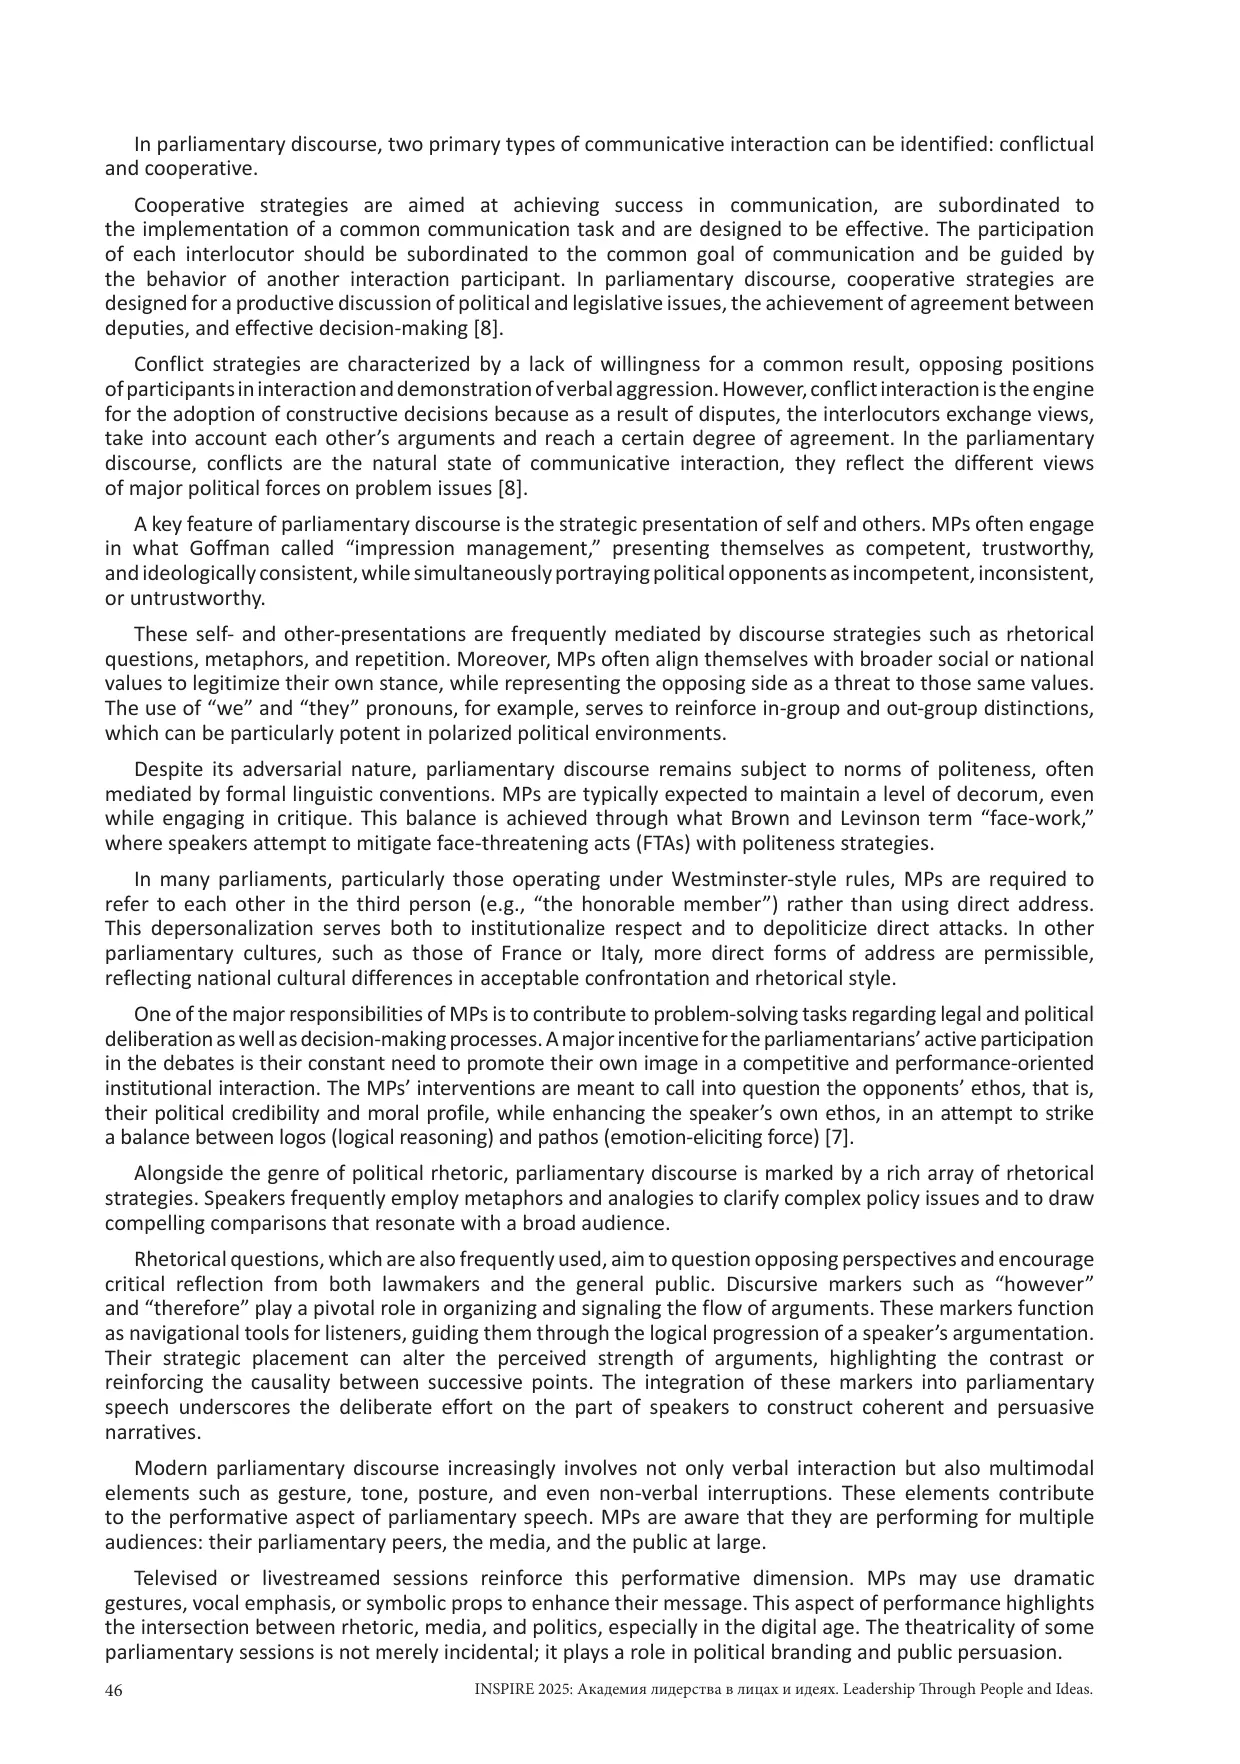 In parliamentary discourse, two primary types of communicative interaction can be identified: conflictual
and cooperative.
Cooperative strategies are aimed at achieving success in communication, are subordinated to
the implementation of a common communication task and are designed to be effective. The participation
of each interlocutor should be subordinated to the common goal of communication and be guided by
the behavior of another interaction participant. In parliamentary discourse, cooperative strategies are
designed for a productive discussion of political and legislative issues, the achievement of agreement between
deputies, and effective decision-making [8].
Conflict strategies are characterized by a lack of willingness for a common result, opposing positions
of participants in interaction and demonstration of verbal aggression. However, conflict interaction is the engine
for the adoption of constructive decisions because as a result of disputes, the interlocutors exchange views,
take into account each other’s arguments and reach a certain degree of agreement. In the parliamentary
discourse, conflicts are the natural state of communicative interaction, they reflect the different views
of major political forces on problem issues [8].
A key feature of parliamentary discourse is the strategic presentation of self and others. MPs often engage
in what Goffman called “impression management,” presenting themselves as competent, trustworthy,
and ideologically consistent, while simultaneously portraying political opponents as incompetent, inconsistent,
or untrustworthy.
These self- and other-presentations are frequently mediated by discourse strategies such as rhetorical
questions, metaphors, and repetition. Moreover, MPs often align themselves with broader social or national
values to legitimize their own stance, while representing the opposing side as a threat to those same values.
The use of “we” and “they” pronouns, for example, serves to reinforce in-group and out-group distinctions,
which can be particularly potent in polarized political environments.
Despite its adversarial nature, parliamentary discourse remains subject to norms of politeness, often
mediated by formal linguistic conventions. MPs are typically expected to maintain a level of decorum, even
while engaging in critique. This balance is achieved through what Brown and Levinson term “face-work,”
where speakers attempt to mitigate face-threatening acts (FTAs) with politeness strategies.
In many parliaments, particularly those operating under Westminster-style rules, MPs are required to
refer to each other in the third person (e.g., “the honorable member”) rather than using direct address.
This depersonalization serves both to institutionalize respect and to depoliticize direct attacks. In other
parliamentary cultures, such as those of France or Italy, more direct forms of address are permissible,
reflecting national cultural differences in acceptable confrontation and rhetorical style.
One of the major responsibilities of MPs is to contribute to problem-solving tasks regarding legal and political
deliberation as well as decision-making processes. A major incentive for the parliamentarians’ active participation
in the debates is their constant need to promote their own image in a competitive and performance-oriented
institutional interaction. The MPs’ interventions are meant to call into question the opponents’ ethos, that is,
their political credibility and moral profile, while enhancing the speaker’s own ethos, in an attempt to strike
a balance between logos (logical reasoning) and pathos (emotion-eliciting force) [7].
Alongside the genre of political rhetoric, parliamentary discourse is marked by a rich array of rhetorical
strategies. Speakers frequently employ metaphors and analogies to clarify complex policy issues and to draw
compelling comparisons that resonate with a broad audience.
Rhetorical questions, which are also frequently used, aim to question opposing perspectives and encourage
critical reflection from both lawmakers and the general public. Discursive markers such as “however”
and “therefore” play a pivotal role in organizing and signaling the flow of arguments. These markers function
as navigational tools for listeners, guiding them through the logical progression of a speaker’s argumentation.
Their strategic placement can alter the perceived strength of arguments, highlighting the contrast or
reinforcing the causality between successive points. The integration of these markers into parliamentary
speech underscores the deliberate effort on the part of speakers to construct coherent and persuasive
narratives.
Modern parliamentary discourse increasingly involves not only verbal interaction but also multimodal
elements such as gesture, tone, posture, and even non-verbal interruptions. These elements contribute
to the performative aspect of parliamentary speech. MPs are aware that they are performing for multiple
audiences: their parliamentary peers, the media, and the public at large.
Televised or livestreamed sessions reinforce this performative dimension. MPs may use dramatic
gestures, vocal emphasis, or symbolic props to enhance their message. This aspect of performance highlights
the intersection between rhetoric, media, and politics, especially in the digital age. The theatricality of some
parliamentary sessions is not merely incidental; it plays a role in political branding and public persuasion.
46 INSPIRE 2025: Академия лидерства в лицах и идеях. Leadership Through People and Ideas.